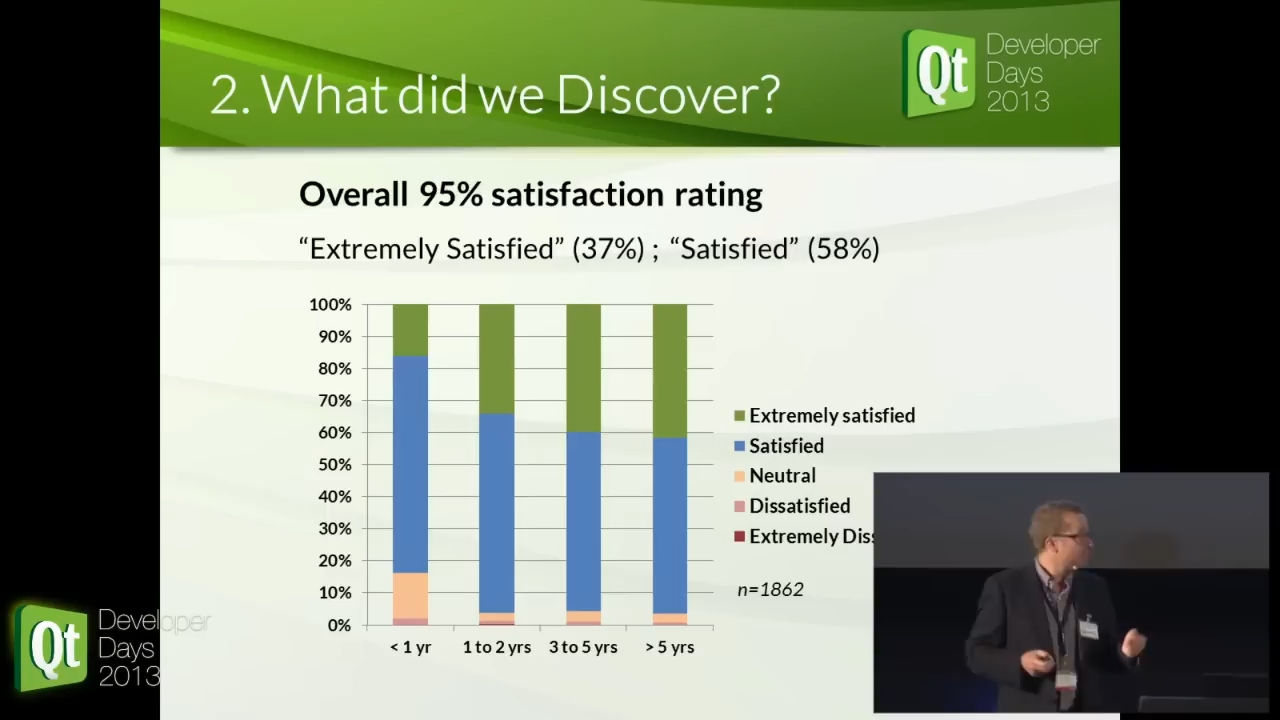 2. What did we Discover?
Qt
Developer
Days
2013
Overall 95% satisfaction rating
“Extremely Satisfied” (37%) ; “Satisfied” (58%)
100%
90%
80%
70%
60%
50%
40%
30%
20%
10%
0%
< 1 yr
1 to 2 yrs
3 to 5 yrs
> 5 yrs
Extremely satisfied
Satisfied
Neutral
Dissatisfied
Extremely Diss
n=1862
Qt
Developer
Days
2013